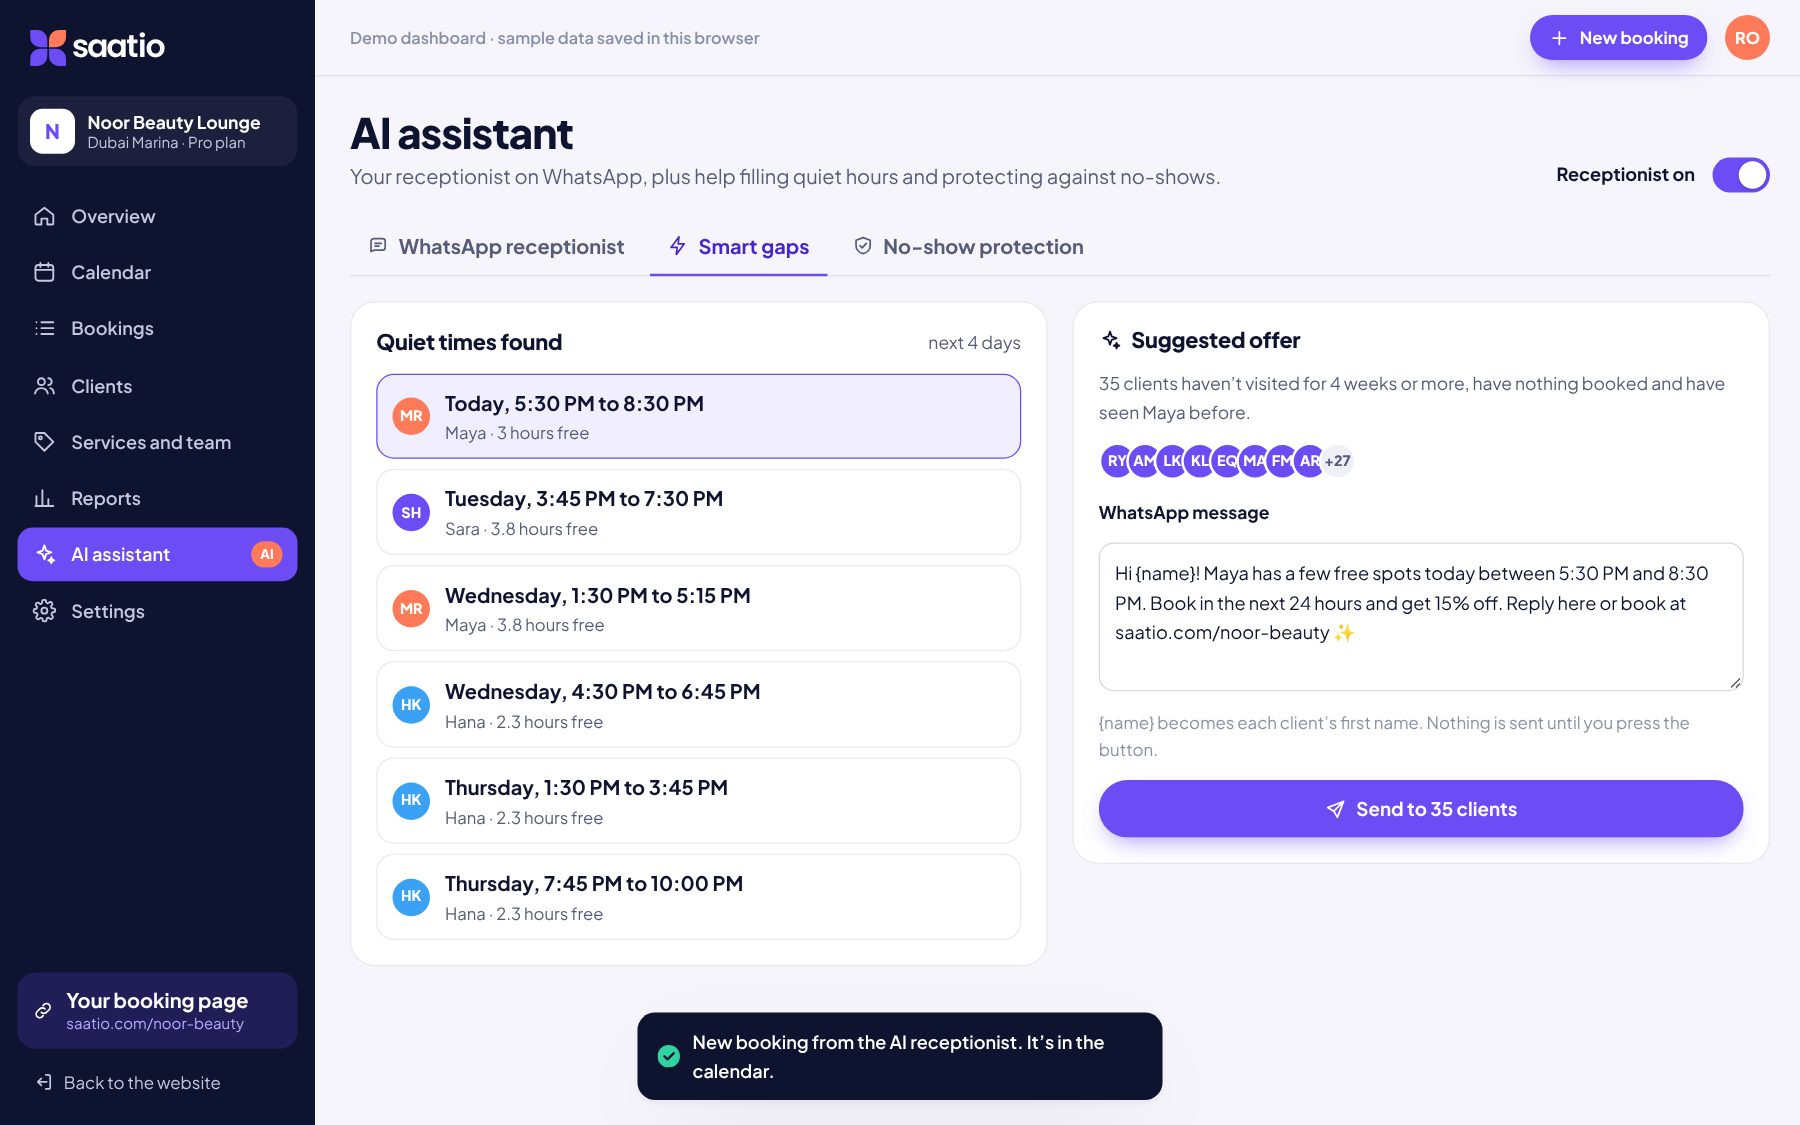 saatio
N
Noor Beauty Lounge
Dubai Marina · Pro plan
Overview
Calendar
Bookings
Clients
Services and team
Reports
AI assistant
AI
Settings
Your booking page
saatio.com/noor-beauty
Back to the website
Demo dashboard · sample data saved in this browser
New booking
RO
AI assistant
Your receptionist on WhatsApp, plus help filling quiet hours and protecting against no-shows.
Receptionist on
WhatsApp receptionist
Smart gaps
No-show protection
Quiet times found
next 4 days
MR
Today, 5:30 PM to 8:30 PM
Maya · 3 hours free
SH
Tuesday, 3:45 PM to 7:30 PM
Sara · 3.8 hours free
MR
Wednesday, 1:30 PM to 5:15 PM
Maya · 3.8 hours free
HK
Wednesday, 4:30 PM to 6:45 PM
Hana · 2.3 hours free
HK
Thursday, 1:30 PM to 3:45 PM
Hana · 2.3 hours free
HK
Thursday, 7:45 PM to 10:00 PM
Hana · 2.3 hours free
Suggested offer
35 clients haven't visited for 4 weeks or more, have nothing booked and have
seen Maya before.
RY AM LK KL EQ MA FM AR +27
WhatsApp message
Hi {name}! Maya has a few free spots today between 5:30 PM and 8:30
PM. Book in the next 24 hours and get 15% off. Reply here or book at
saatio.com/noor-beauty ✨
{name} becomes each client's first name. Nothing is sent until you press the
button.
Send to 35 clients
New booking from the AI receptionist. It's in the
calendar.